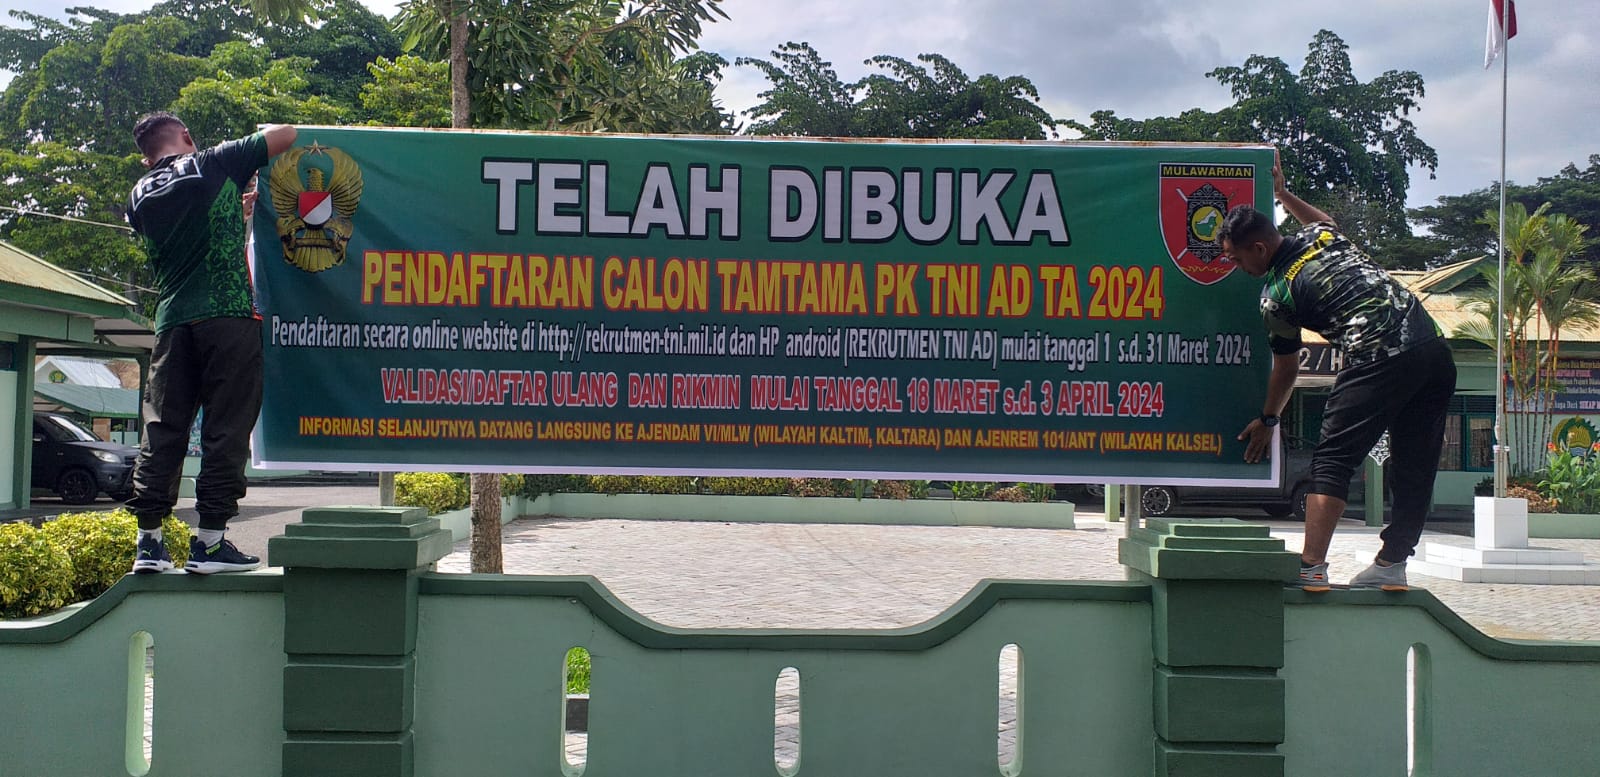 TELAH DIBUKA
MULAWARMAN
PENDAFTARAN CALON TAMTAMA PK TNI AD TA 2024
Pendaftaran secara online website di http://rekrutmen-tni.mil.id dan HP android (REKRUTMEN TNI AD) mulai tanggal 1 s.d. 31 Maret 2024
VALIDASI/DAFTAR ULANG DAN RIKMIN MULAI TANGGAL 18 MARET s.d. 3 APRIL 2024
INFORMASI SELANJUTNYA DATANG LANGSUNG KE AJENDAM VI/MLW (WILAYAH KALTIM, KALTARA) DAN AJENREM 101/ANT (WILAYAH KALSEL)